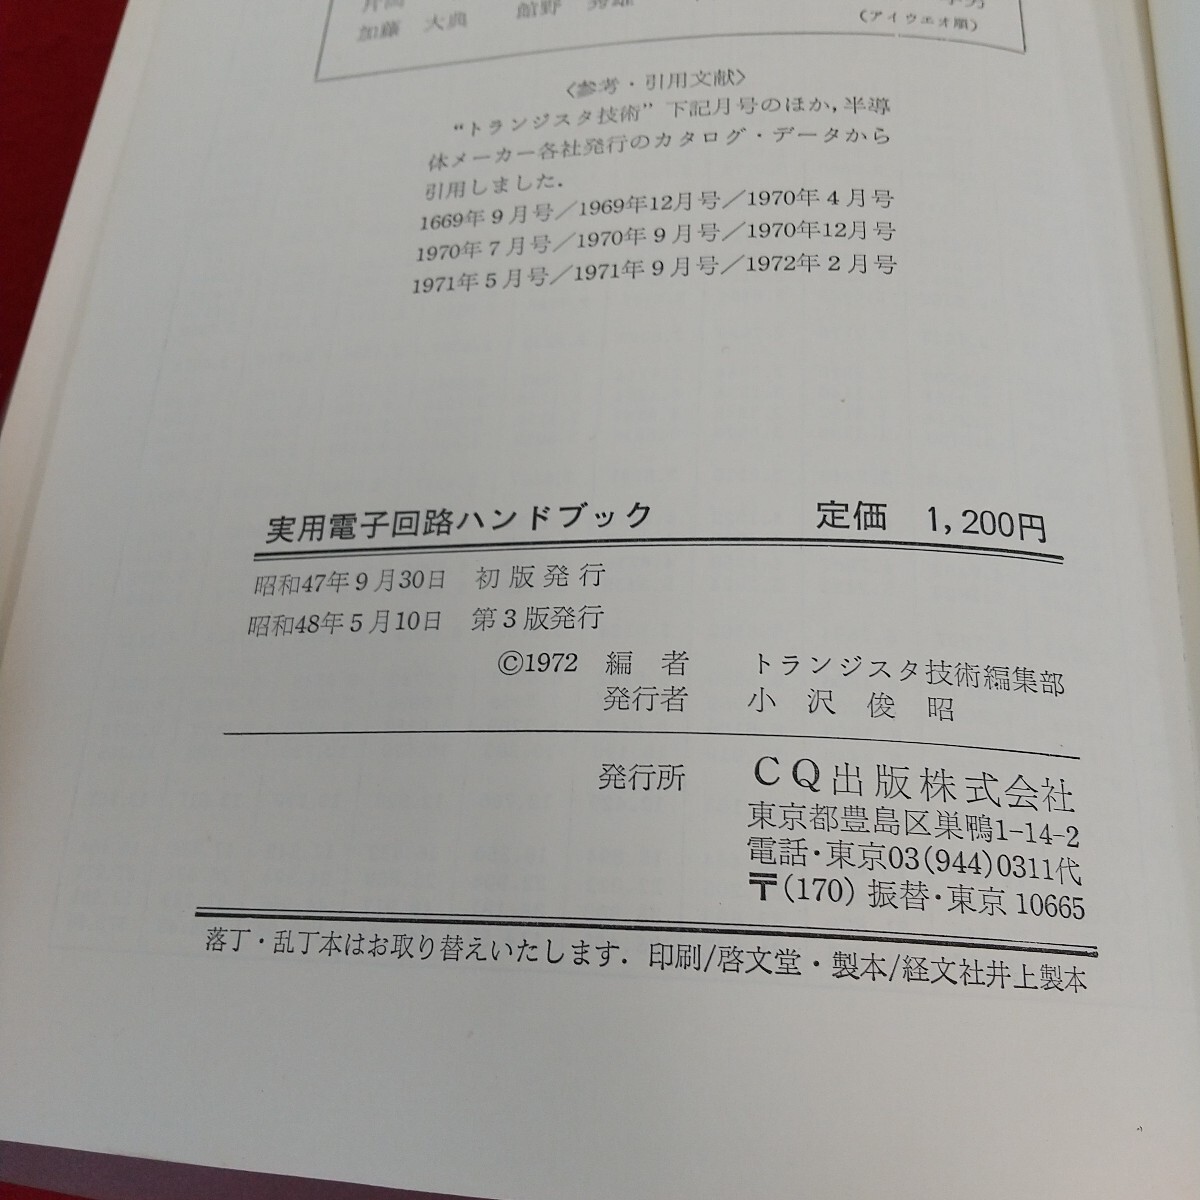 加藤 大典 館野 秀雄
(アイウエオ順)
〈参考・引用文献〉
“トランジスタ技術” 下記月号のほか,半導
体メーカー各社発行のカタログ・データから
引用しました.
1669年9月号／1969年12月号／1970年4月号
1970年7月号／1970年9月号／1970年12月号
1971年5月号／1971年9月号／1972年2月号
実用電子回路ハンドブック 定価 1,200円
昭和47年9月30日 初版発行
昭和48年5月10日 第3版発行
©1972 編者 トランジスタ技術編集部
発行者 小沢俊昭
発行所 CQ出版株式会社
東京都豊島区巣鴨1-14-2
電話・東京03(944)0311代
〒(170) 振替・東京 10665
落丁・乱丁本はお取り替えいたします. 印刷/啓文堂・製本/経文社井上製本